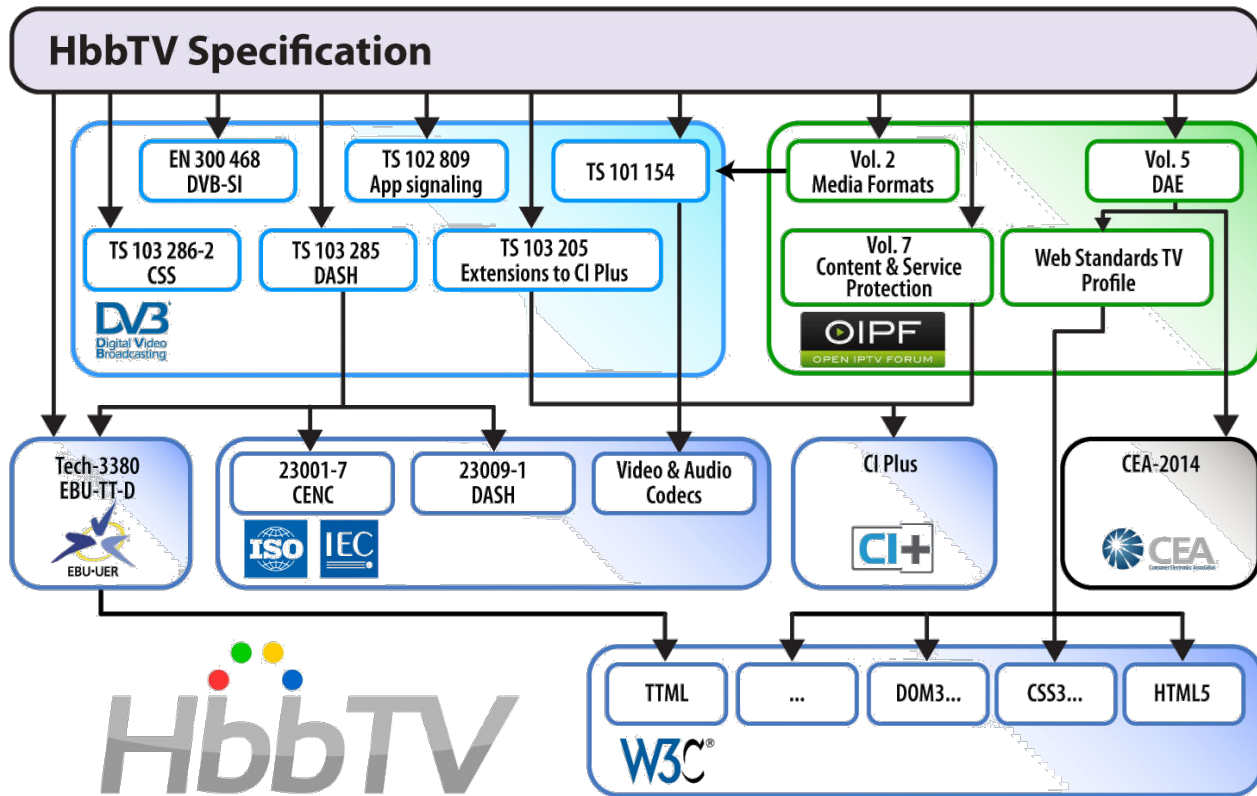 HbbTV Specification
EN 300 468
DVB-SI
TS 102 809
App signaling
TS 101 154
Vol. 2
Media Formats
Vol. 5
DAE
TS 103 286-2
CSS
TS 103 285
DASH
TS 103 205
Extensions to CI Plus
Vol. 7
Content & Service
Protection
Web Standards TV
Profile
DVB
Digital Video
Broadcasting
OIPF
OPEN IPTV FORUM
Tech-3380
EBU-TT-D
EBU•UER
23001-7
CENC
23009-1
DASH
Video & Audio
Codecs
ISO
IEC
CI Plus
CI+
CEA-2014
CEA
Consumer Electronics Association
TTML
...
DOM3...
CSS3...
HTML5
W3C®
HbbTV